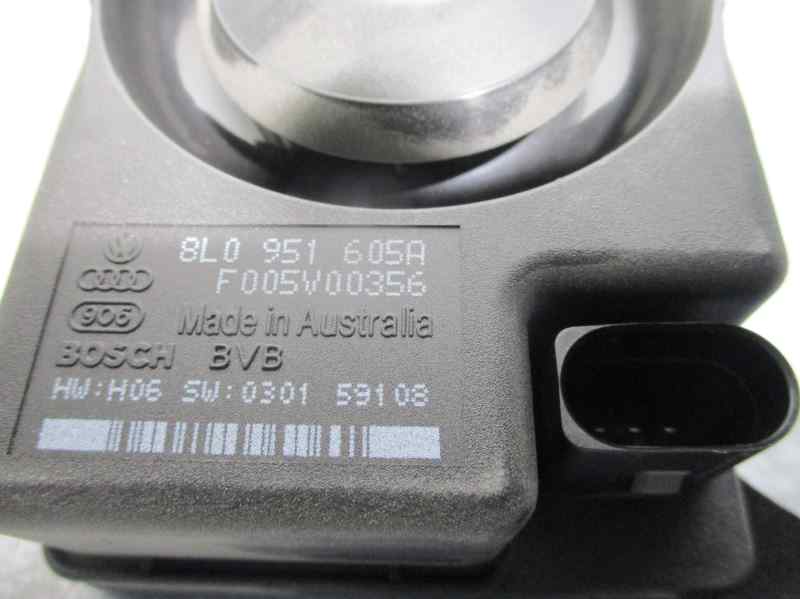 8L0 951 605A
F005V00356
906 Made in Australia
BOSCH BVB
HW:H06 SW:0301 59108